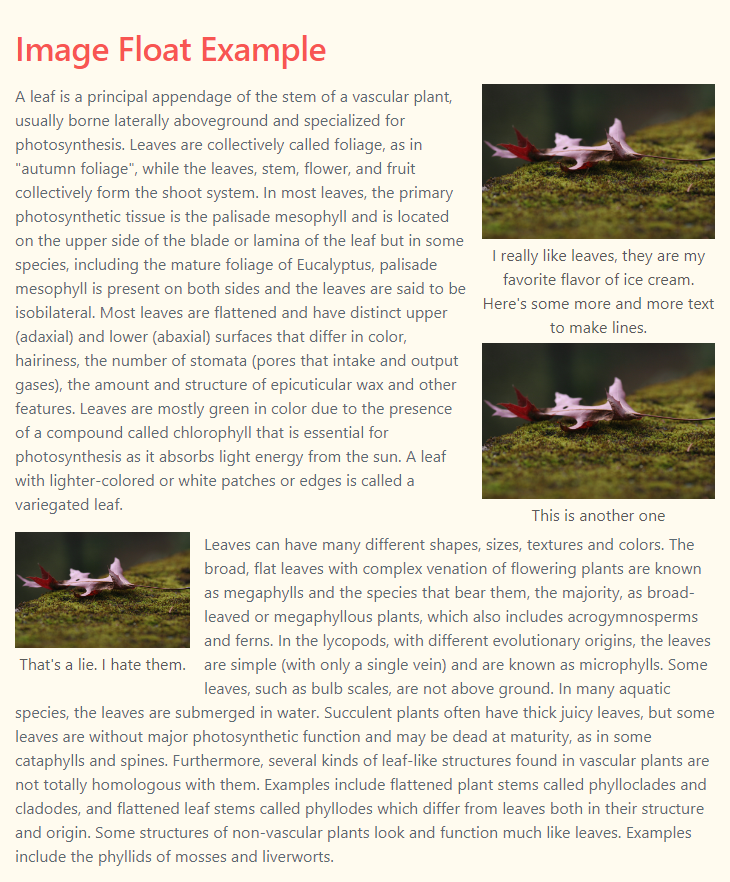 Image Float Example
A leaf is a principal appendage of the stem of a vascular plant,
usually borne laterally aboveground and specialized for
photosynthesis. Leaves are collectively called foliage, as in
"autumn foliage", while the leaves, stem, flower, and fruit
collectively form the shoot system. In most leaves, the primary
photosynthetic tissue is the palisade mesophyll and is located
on the upper side of the blade or lamina of the leaf but in some
species, including the mature foliage of Eucalyptus, palisade
mesophyll is present on both sides and the leaves are said to be
isobilateral. Most leaves are flattened and have distinct upper
(adaxial) and lower (abaxial) surfaces that differ in color,
hairiness, the number of stomata (pores that intake and output
gases), the amount and structure of epicuticular wax and other
features. Leaves are mostly green in color due to the presence
of a compound called chlorophyll that is essential for
photosynthesis as it absorbs light energy from the sun. A leaf
with lighter-colored or white patches or edges is called a
variegated leaf.
I really like leaves, they are my
favorite flavor of ice cream.
Here's some more and more text
to make lines.
This is another one
That's a lie. I hate them.
Leaves can have many different shapes, sizes, textures and colors. The
broad, flat leaves with complex venation of flowering plants are known
as megaphylls and the species that bear them, the majority, as broad-
leaved or megaphyllous plants, which also includes acrogymnosperms
and ferns. In the lycopods, with different evolutionary origins, the leaves
are simple (with only a single vein) and are known as microphylls. Some
leaves, such as bulb scales, are not above ground. In many aquatic
species, the leaves are submerged in water. Succulent plants often have thick juicy leaves, but some
leaves are without major photosynthetic function and may be dead at maturity, as in some
cataphylls and spines. Furthermore, several kinds of leaf-like structures found in vascular plants are
not totally homologous with them. Examples include flattened plant stems called phylloclades and
cladodes, and flattened leaf stems called phyllodes which differ from leaves both in their structure
and origin. Some structures of non-vascular plants look and function much like leaves. Examples
include the phyllids of mosses and liverworts.